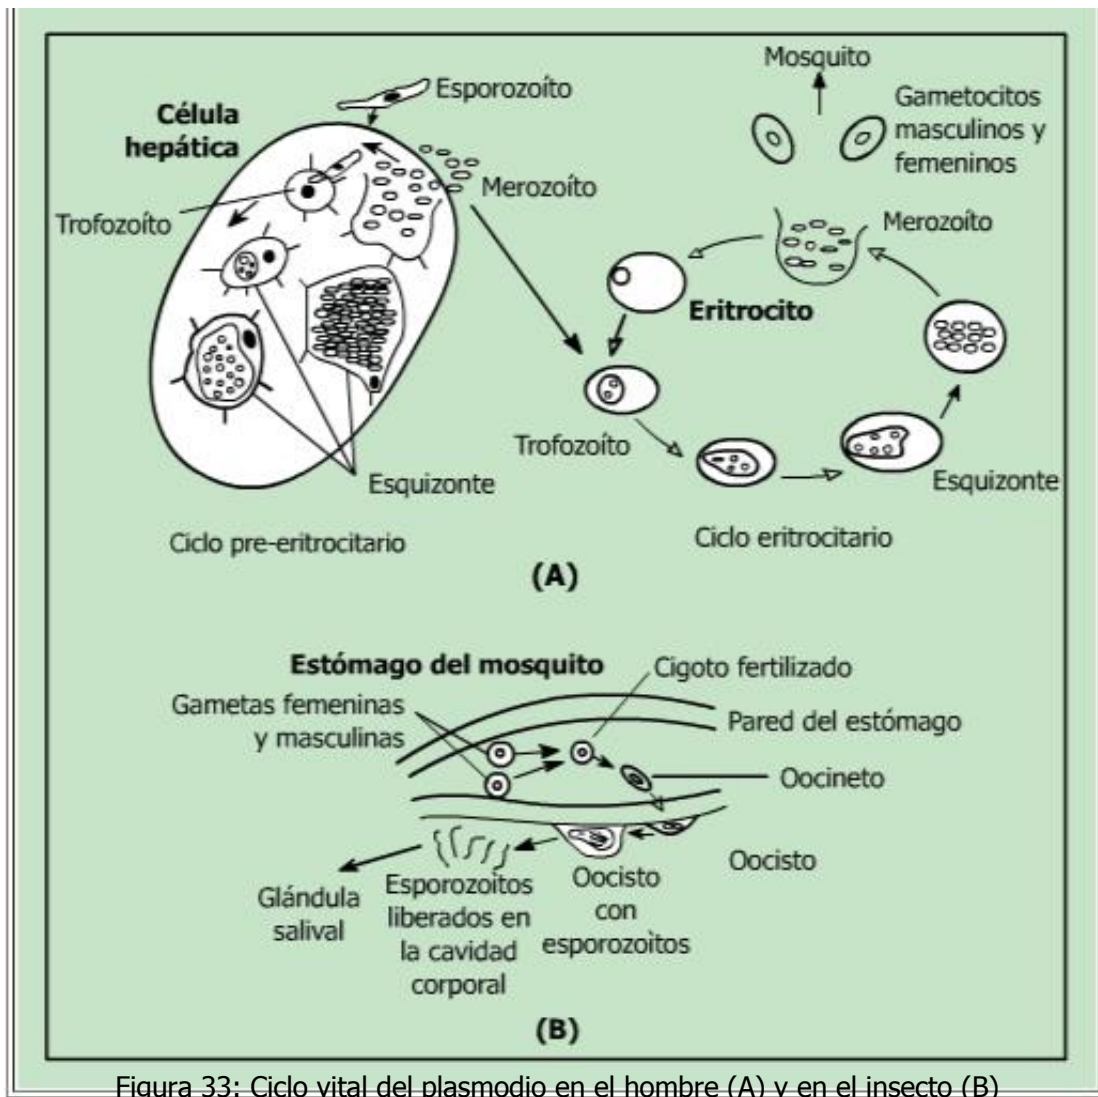 Mosquito
Esporozoíto
Célula
hepática
Gametocitos
masculinos y
femeninos
Merozoíto
Trofozoíto
Merozoíto
Eritrocito
Trofozoíto
Esquizonte
Esquizonte
Ciclo pre-eritrocitario
Ciclo eritrocitario
(A)
Estómago del mosquito
Cigoto fertilizado
Gametas femeninas
y masculinas
Pared del estómago
Oocineto
Oocisto
Glándula
salival
Esporozoitos
liberados en
la cavidad
corporal
Oocisto
con
esporozoìtos
(B)
Figura 33: Ciclo vital del plasmodio en el hombre (A) y en el insecto (B)